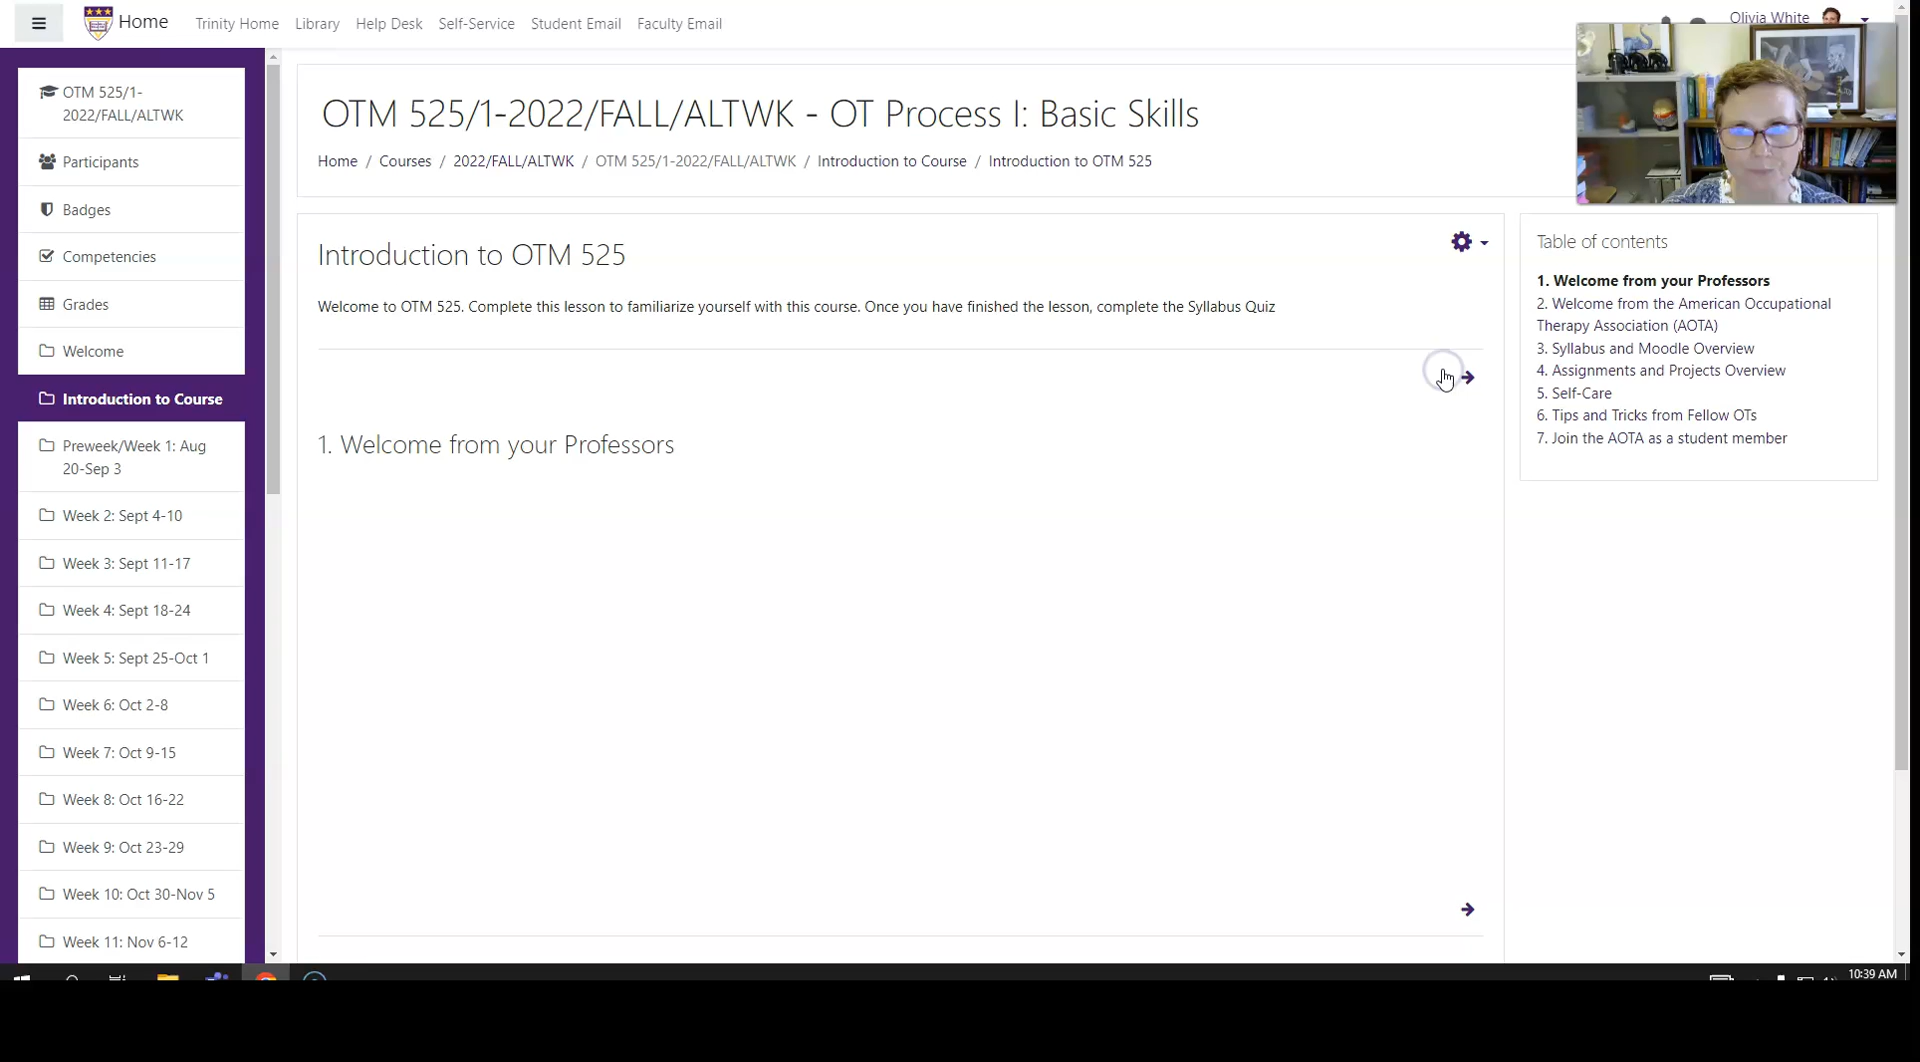 Home
Trinity Home
Library
Help Desk
Self-Service
Student Email
Faculty Email
Olivia White
OTM 525/1-
2022/FALL/ALTWK
Participants
Badges
Competencies
Grades
Welcome
Introduction to Course
Preweek/Week 1: Aug
20-Sep 3
Week 2: Sept 4-10
Week 3: Sept 11-17
Week 4: Sept 18-24
Week 5: Sept 25-Oct 1
Week 6: Oct 2-8
Week 7: Oct 9-15
Week 8: Oct 16-22
Week 9: Oct 23-29
Week 10: Oct 30-Nov 5
Week 11: Nov 6-12
OTM 525/1-2022/FALL/ALTWK - OT Process I: Basic Skills
Home / Courses / 2022/FALL/ALTWK / OTM 525/1-2022/FALL/ALTWK / Introduction to Course / Introduction to OTM 525
Introduction to OTM 525
Welcome to OTM 525. Complete this lesson to familiarize yourself with this course. Once you have finished the lesson, complete the Syllabus Quiz
1. Welcome from your Professors
Table of contents
1. Welcome from your Professors
2. Welcome from the American Occupational
Therapy Association (AOTA)
3. Syllabus and Moodle Overview
4. Assignments and Projects Overview
5. Self-Care
6. Tips and Tricks from Fellow OTs
7. Join the AOTA as a student member
10:39 AM